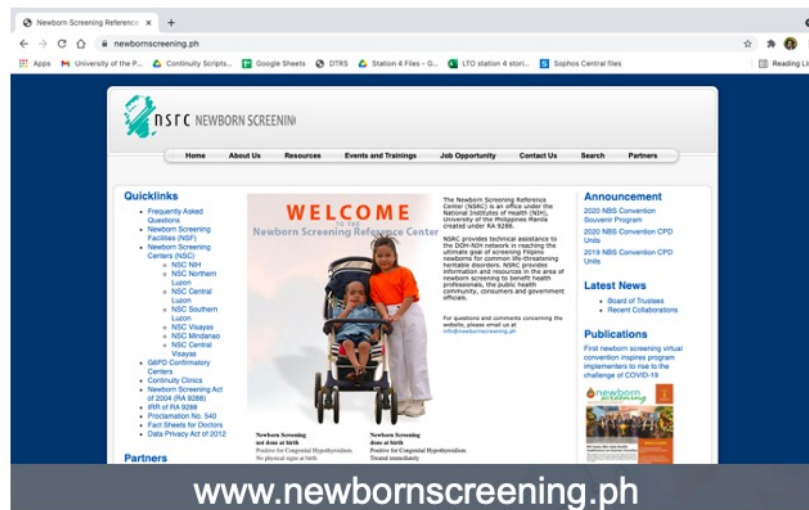 Newborn Screening Reference
newbornscreening.ph
Apps
University of the P...
Continuity Scripts...
Google Sheets
DTRS
Station 4 Files - G...
LTO station 4 stori...
Sophos Central files
Reading Li
nsrc NEWBORN SCREENIN
Home
About Us
Resources
Events and Trainings
Job Opportunity
Contact Us
Search
Partners
Quicklinks
Frequently Asked
Questions
Newborn Screening
Facilities (NSF)
Newborn Screening
Centers (NSC)
NSC NIH
NSC Northern
Luzon
NSC Central
Luzon
NSC Southern
Luzon
NSC Visayas
NSC Mindanao
NSC Central
Visayas
G6PD Confirmatory
Centers
Continuity Clinics
Newborn Screening Act
of 2004 (RA 9288)
IRR of RA 9288
Proclamation No. 540
Fact Sheets for Doctors
Data Privacy Act of 2012
Partners
WELCOME
TO THE
Newborn Screening Reference Center
Newborn Screening
not done at birth
Positive for Congenital Hypothyroidism
No physical signs at birth
Newborn Screening
done at birth
Positive for Congenital Hypothyroidism
Treated immediately
The Newborn Screening Reference
Center (NSRC) is an office under the
National Institutes of Health (NIH),
University of the Philippines Manila
created under RA 9288.
NSRC provides technical assistance to
the DOH-NIH network in reaching the
ultimate goal of screening Filipino
newborns for common life-threatening
heritable disorders. NSRC provides
information and resources in the area of
newborn screening to benefit health
professionals, the public health
community, consumers and government
officials.
For questions and comments concerning the
website, please email us at
info@newbornscreening.ph
Announcement
2020 NBS Convention
Souvenir Program
2020 NBS Convention CPD
Units
2019 NBS Convention CPD
Units
Latest News
Board of Trustees
Recent Collaborations
Publications
First newborn screening virtual
convention inspires program
implementers to rise to the
challenge of COVID-19
newborn
screening
www.newbornscreening.ph